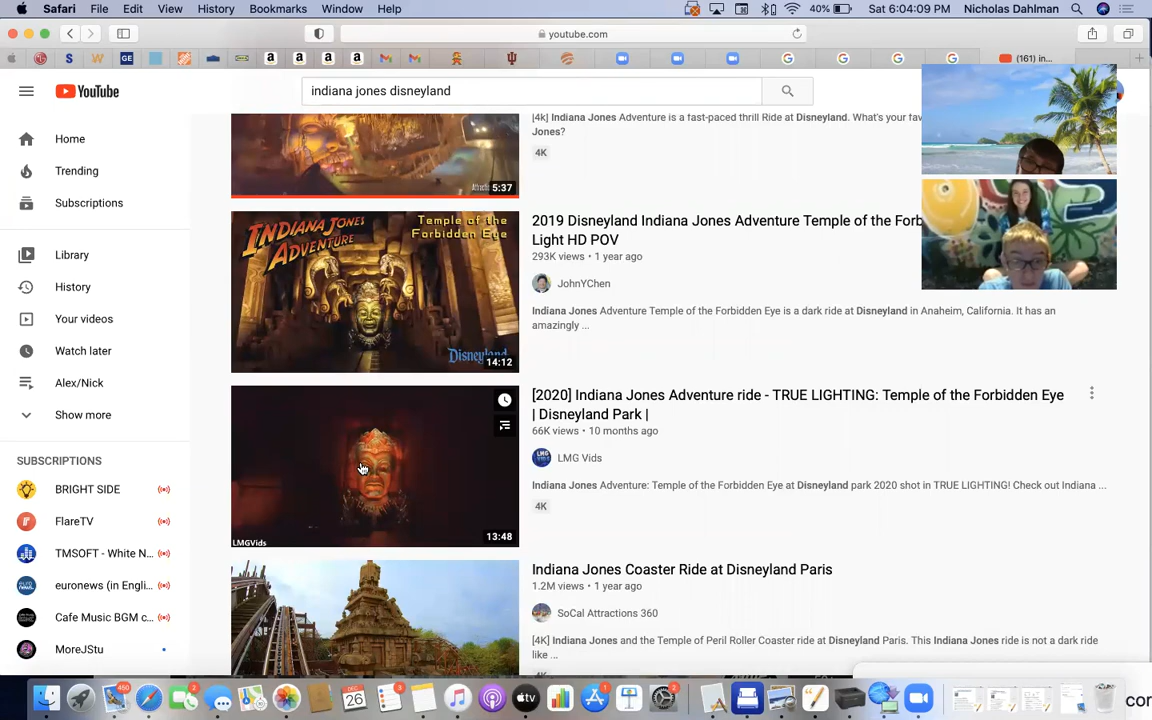 Safari File Edit View History Bookmarks Window Help 40% Sat 6:04:09 PM Nicholas Dahlman
youtube.com
(161) in...
YouTube
indiana jones disneyland
Home
Trending
Subscriptions
Library
History
Your videos
Watch later
Alex/Nick
Show more
SUBSCRIPTIONS
BRIGHT SIDE
FlareTV
TMSOFT - White N...
euronews (in Engli...
Cafe Music BGM c...
MoreJStu
5:37
[4k] Indiana Jones Adventure is a fast-paced thrill Ride at Disneyland. What's your fav
Jones?
4K
INDIANA JONES
ADVENTURE
Temple of the
Forbidden Eye
Disneyland
14:12
2019 Disneyland Indiana Jones Adventure Temple of the Forb
Light HD POV
293K views • 1 year ago
JohnYChen
Indiana Jones Adventure Temple of the Forbidden Eye is a dark ride at Disneyland in Anaheim, California. It has an
amazingly ...
LMGVids
13:48
[2020] Indiana Jones Adventure ride - TRUE LIGHTING: Temple of the Forbidden Eye
| Disneyland Park |
66K views • 10 months ago
LMG Vids
Indiana Jones Adventure: Temple of the Forbidden Eye at Disneyland park 2020 shot in TRUE LIGHTING! Check out Indiana ...
4K
Indiana Jones Coaster Ride at Disneyland Paris
1.2M views • 1 year ago
SoCal Attractions 360
[4K] Indiana Jones and the Temple of Peril Roller Coaster ride at Disneyland Paris. This Indiana Jones ride is not a dark ride
like ...